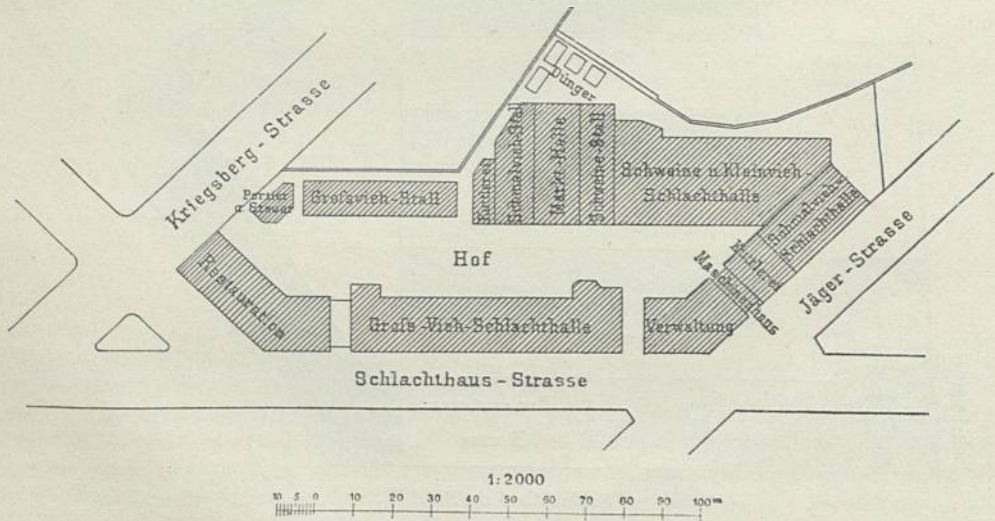 Kriegsberg-Strasse
Dünger
Portier
u Steuer
Grofsvieh-Stall
Schmalvieh-Stall
Markt-Halle
Schweine-Stall
Schweine u. Kleinvieh-
Schlachthalle
Schmalvieh-
Schlachthalle
Kuttlerei
Maschinenhaus
Jäger-Strasse
Hof
Restauration
Grofs-Vieh-Schlachthalle
Verwaltung
Schlachthaus-Strasse
1:2000
10 5 0 10 20 30 40 50 60 70 80 90 100 m